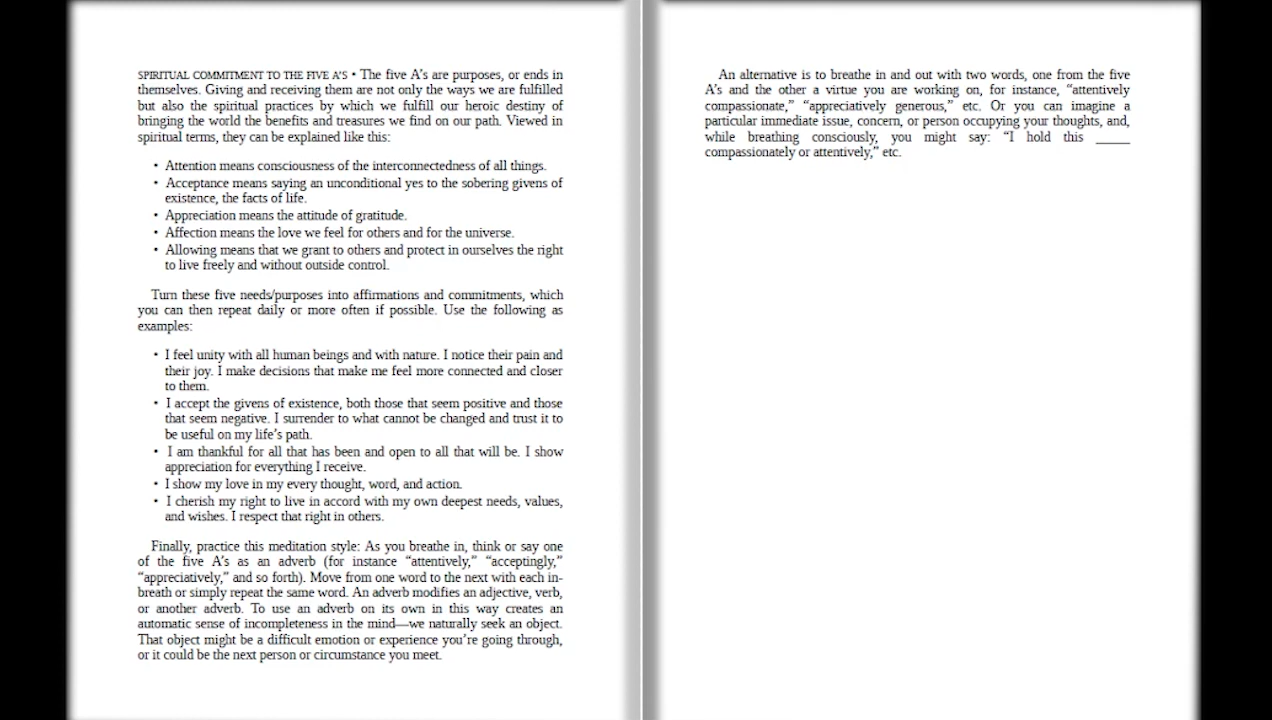 SPIRITUAL COMMITMENT TO THE FIVE A'S • The five A's are purposes, or ends in
themselves. Giving and receiving them are not only the ways we are fulfilled
but also the spiritual practices by which we fulfill our heroic destiny of
bringing the world the benefits and treasures we find on our path. Viewed in
spiritual terms, they can be explained like this:
• Attention means consciousness of the interconnectedness of all things.
• Acceptance means saying an unconditional yes to the sobering givens of
existence, the facts of life.
• Appreciation means the attitude of gratitude.
• Affection means the love we feel for others and for the universe.
• Allowing means that we grant to others and protect in ourselves the right
to live freely and without outside control.
Turn these five needs/purposes into affirmations and commitments, which
you can then repeat daily or more often if possible. Use the following as
examples:
• I feel unity with all human beings and with nature. I notice their pain and
their joy. I make decisions that make me feel more connected and closer
to them.
• I accept the givens of existence, both those that seem positive and those
that seem negative. I surrender to what cannot be changed and trust it to
be useful on my life's path.
• I am thankful for all that has been and open to all that will be. I show
appreciation for everything I receive.
• I show my love in my every thought, word, and action.
• I cherish my right to live in accord with my own deepest needs, values,
and wishes. I respect that right in others.
Finally, practice this meditation style: As you breathe in, think or say one
of the five A's as an adverb (for instance “attentively,” “acceptingly,”
“appreciatively,” and so forth). Move from one word to the next with each in-
breath or simply repeat the same word. An adverb modifies an adjective, verb,
or another adverb. To use an adverb on its own in this way creates an
automatic sense of incompleteness in the mind—we naturally seek an object.
That object might be a difficult emotion or experience you're going through,
or it could be the next person or circumstance you meet.
An alternative is to breathe in and out with two words, one from the five
A's and the other a virtue you are working on, for instance, “attentively
compassionate,” “appreciatively generous,” etc. Or you can imagine a
particular immediate issue, concern, or person occupying your thoughts, and,
while breathing consciously, you might say: “I hold this _____
compassionately or attentively,” etc.